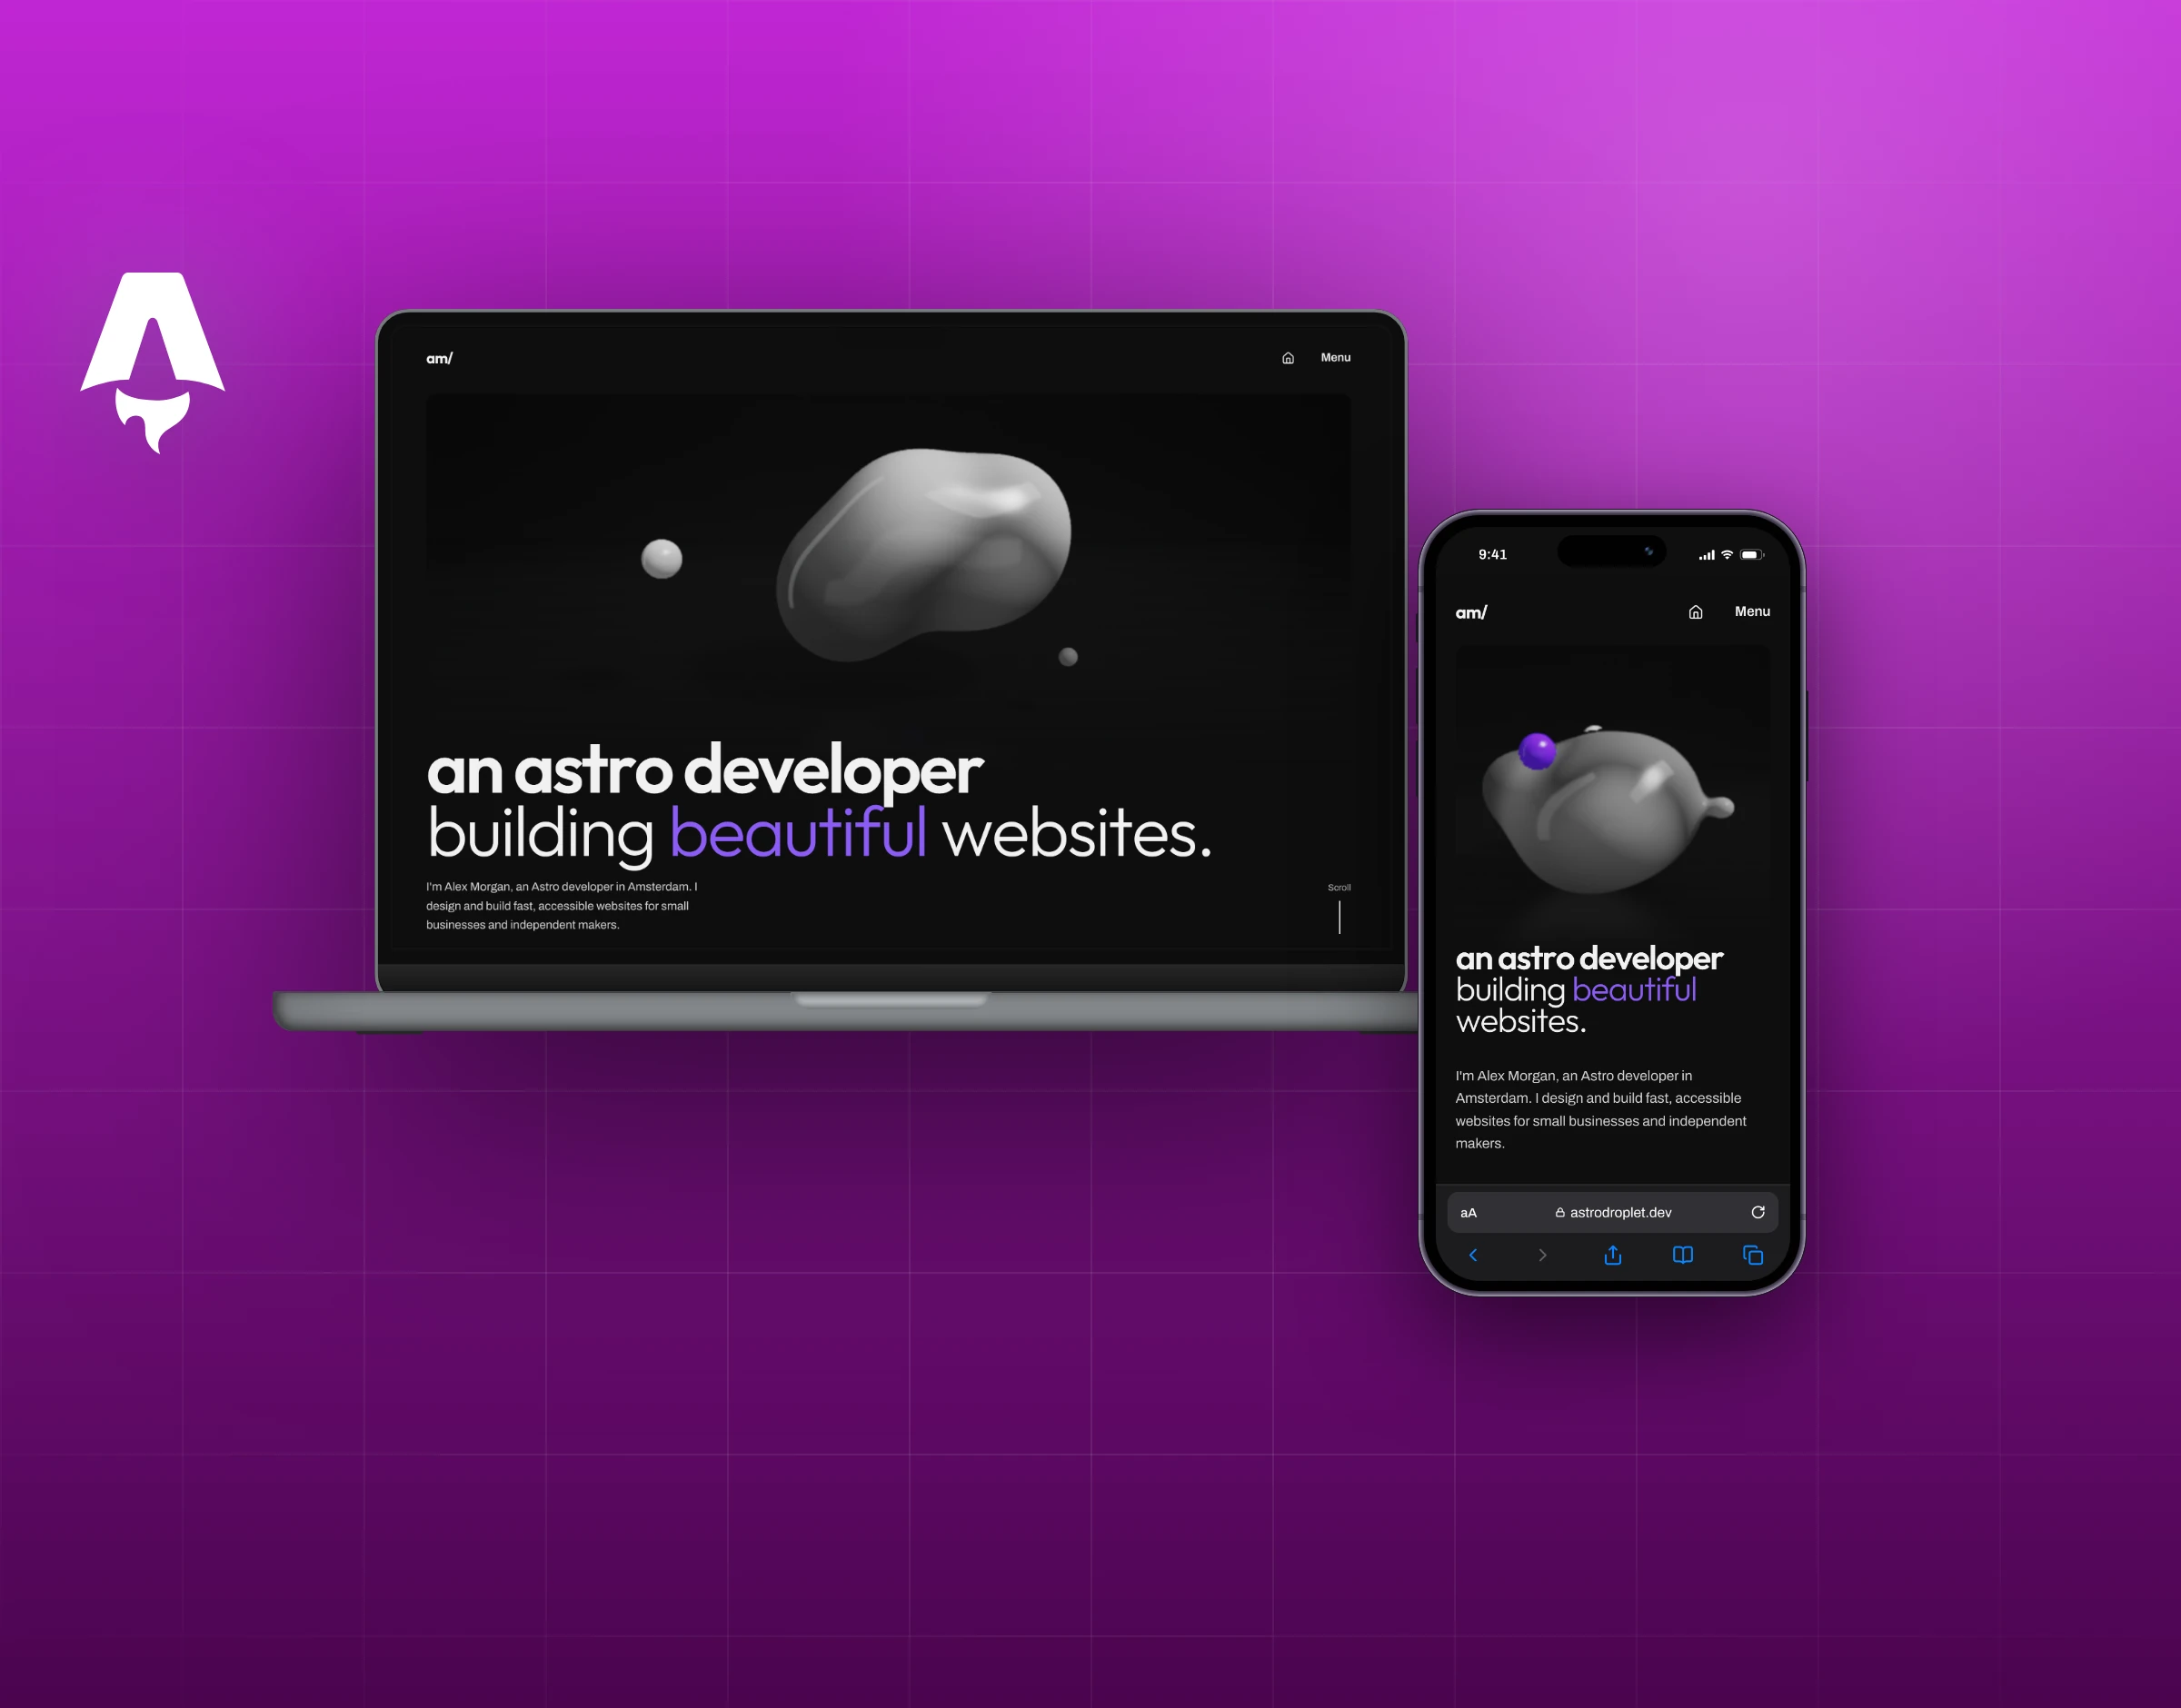 am/
Menu
an astro developer
building beautiful websites.
I'm Alex Morgan, an Astro developer in Amsterdam. I
design and build fast, accessible websites for small
businesses and independent makers.
Scroll
9:41
am/
Menu
an astro developer
building beautiful
websites.
I'm Alex Morgan, an Astro developer in
Amsterdam. I design and build fast, accessible
websites for small businesses and independent
makers.
aA
astrodroplet.dev